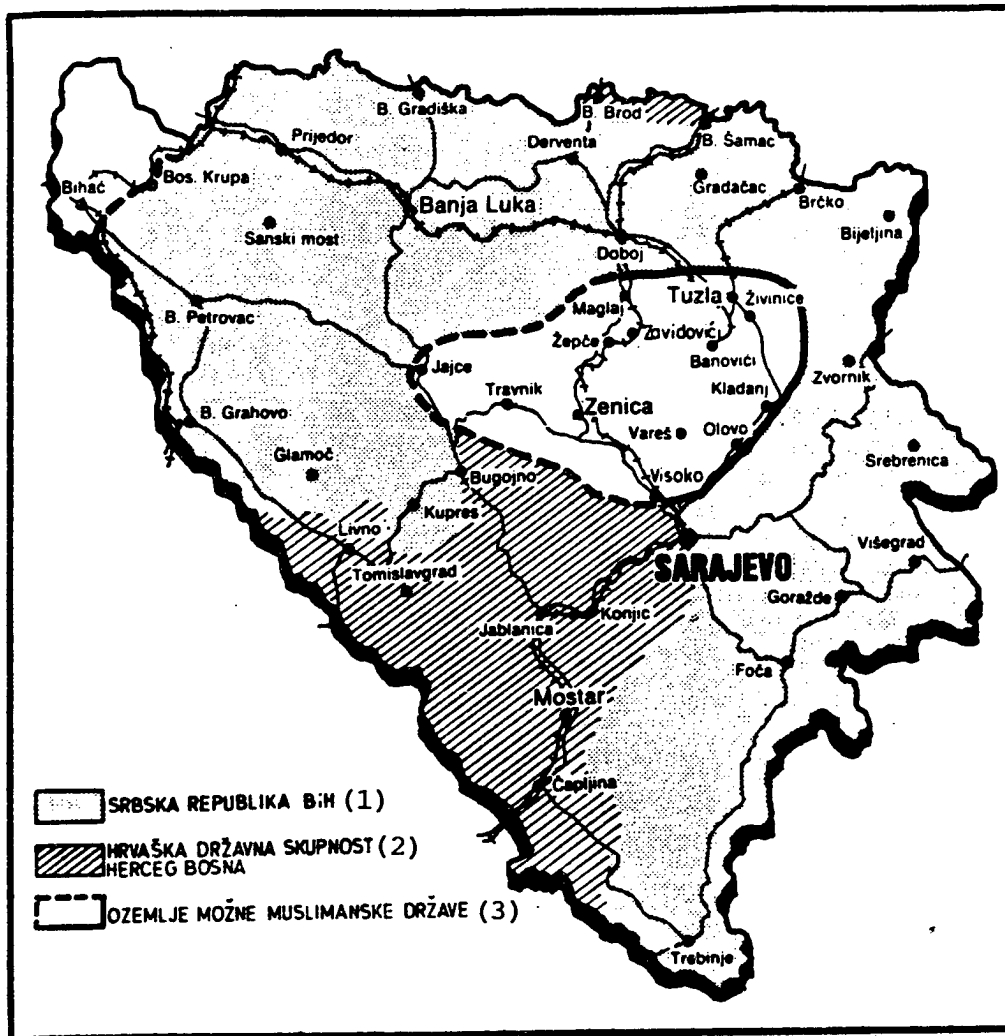 B. Gradiška
B. Brod
Prijedor
Derventa
B. Šamac
Bihać
Bos. Krupa
Gradačac
Brčko
Banja Luka
Sanski most
Bijeljina
Doboj
Tuzla
Živinice
Maglaj
B. Petrovac
Zavidovići
Žepče
Banovići
Jajce
Zvornik
Travnik
Kladanj
Zenica
B. Grahovo
Vareš
Olovo
Glamoč
Srebrenica
Bugojno
Visoko
Kupres
Livno
Višegrad
SARAJEVO
Tomislavgrad
Goražde
Konjic
Jablanica
Foča
Mostar
Čapljina
SRBSKA REPUBLIKA BiH (1)
HRVAŠKA DRŽAVNA SKUPNOST (2)
HERCEG BOSNA
OZEMLJE MOŽNE MUSLIMANSKE DRŽAVE (3)
Trebinje